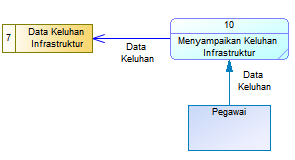 7
Data Keluhan
Infrastruktur
Data
Keluhan
10
Menyampaikan Keluhan
Infrastruktur
Data
Keluhan
Pegawai